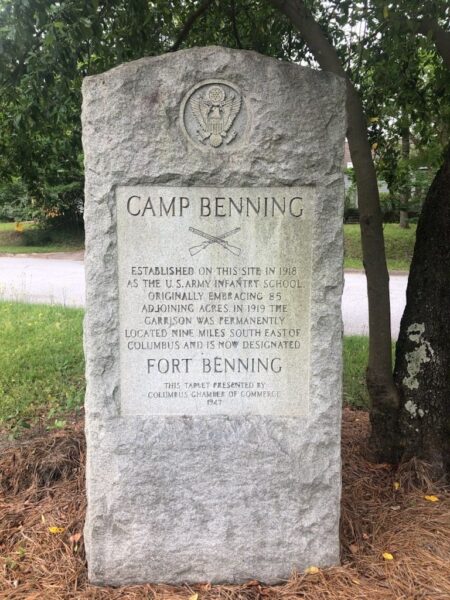 CAMP BENNING
ESTABLISHED ON THIS SITE IN 1918
AS THE U.S. ARMY INFANTRY SCHOOL
ORIGINALLY EMBRACING 85
ADJOINING ACRES. IN 1919 THE
GARRISON WAS PERMANENTLY
LOCATED NINE MILES SOUTH EAST OF
COLUMBUS AND IS NOW DESIGNATED
FORT BENNING
THIS TABLET PRESENTED BY
COLUMBUS CHAMBER OF COMMERCE
1947